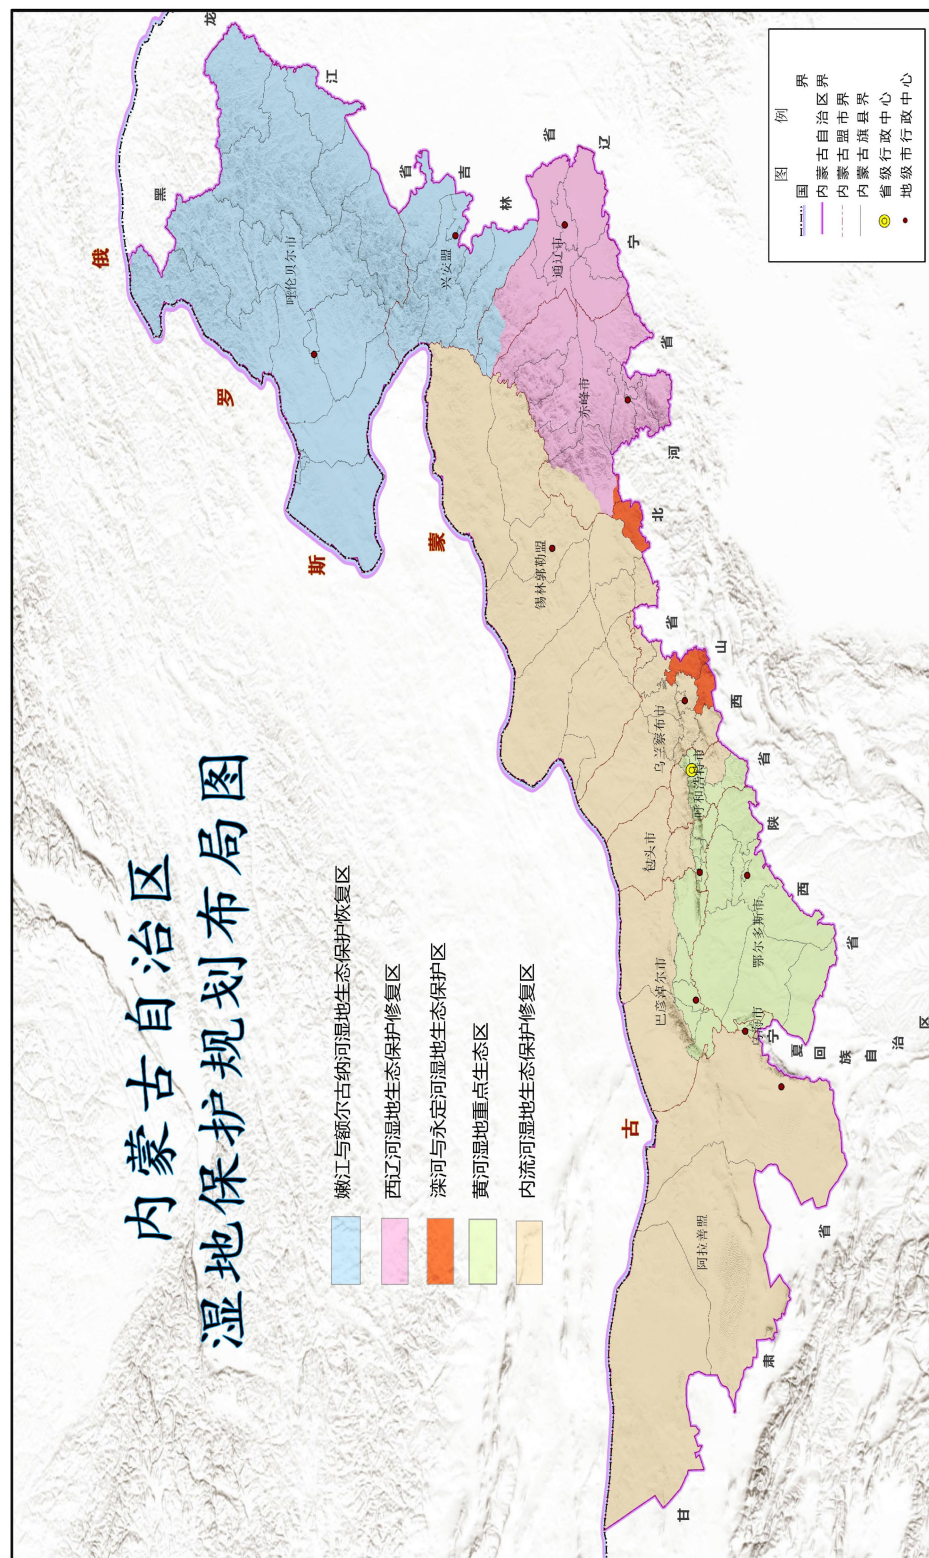 内蒙古自治区
湿地保护规划布局图
嫩江与额尔古纳河湿地生态保护恢复区
西辽河湿地生态保护修复区
滦河与永定河湿地生态保护区
黄河湿地重点生态区
内流河湿地生态保护修复区
俄罗斯
蒙古
黑龙江省
吉林省
辽宁省
河北省
山西省
陕西省
宁夏回族自治区
甘肃省
呼伦贝尔市
兴安盟
通辽市
赤峰市
锡林郭勒盟
乌兰察布市
呼和浩特市
包头市
鄂尔多斯市
巴彦淖尔市
阿拉善盟
图例
国界
内蒙古自治区界
内蒙古盟市界
内蒙古旗县界
省级行政中心
地级市行政中心